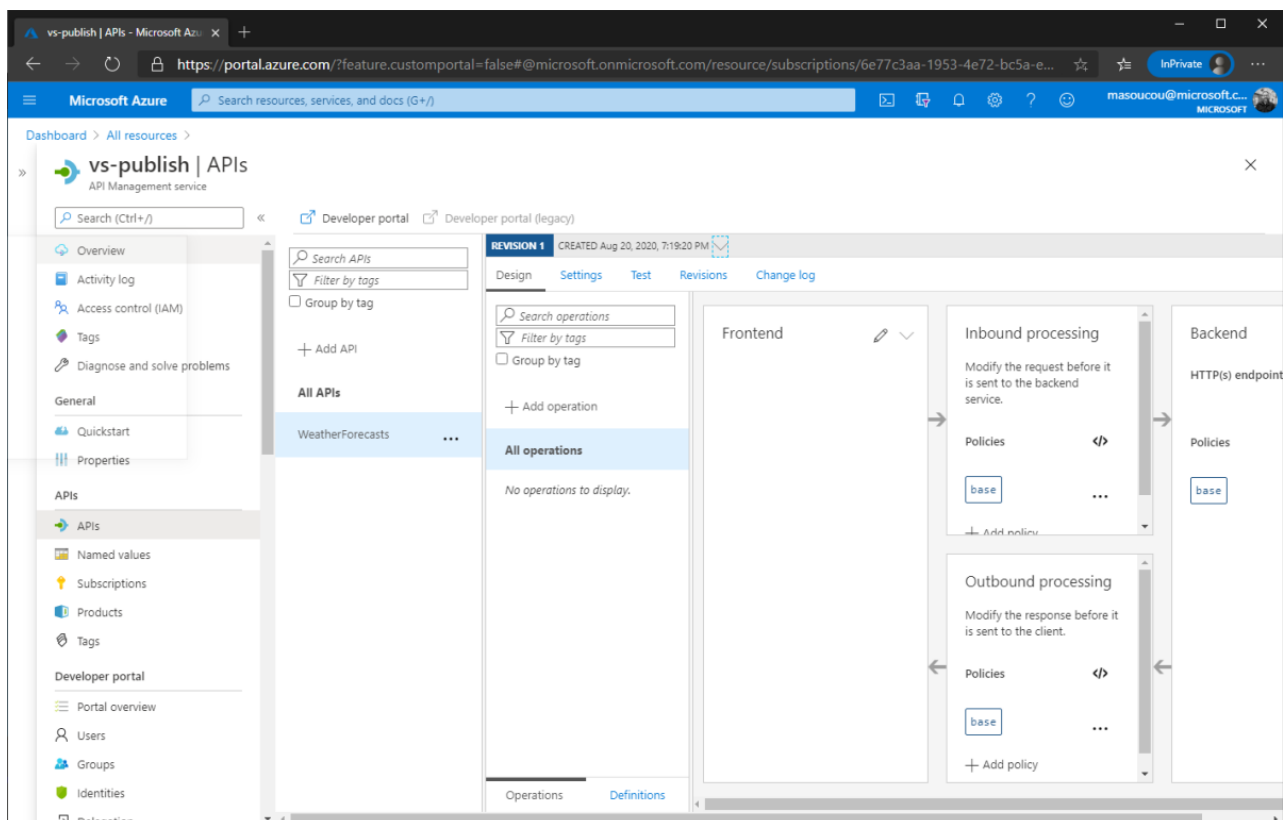 vs-publish | APIs - Microsoft Azu
https://portal.azure.com/?feature.customportal=false#@microsoft.onmicrosoft.com/resource/subscriptions/6e77c3aa-1953-4e72-bc5a-e...
InPrivate
Microsoft Azure
Search resources, services, and docs (G+/)
masoucou@microsoft.c...
MICROSOFT
Dashboard > All resources >
vs-publish | APIs
API Management service
Search (Ctrl+/)
Overview
Activity log
Access control (IAM)
Tags
Diagnose and solve problems
General
Quickstart
Properties
APIs
APIs
Named values
Subscriptions
Products
Tags
Developer portal
Portal overview
Users
Groups
Identities
Delegation
Developer portal
Developer portal (legacy)
Search APIs
Filter by tags
Group by tag
+ Add API
All APIs
WeatherForecasts
...
REVISION 1
CREATED Aug 20, 2020, 7:19:20 PM
Design
Settings
Test
Revisions
Change log
Search operations
Filter by tags
Group by tag
+ Add operation
All operations
No operations to display.
Operations
Definitions
Frontend
Inbound processing
Modify the request before it
is sent to the backend
service.
Policies
</>
base
...
+ Add policy
Outbound processing
Modify the response before it
is sent to the client.
Policies
</>
base
...
+ Add policy
Backend
HTTP(s) endpoint
Policies
base